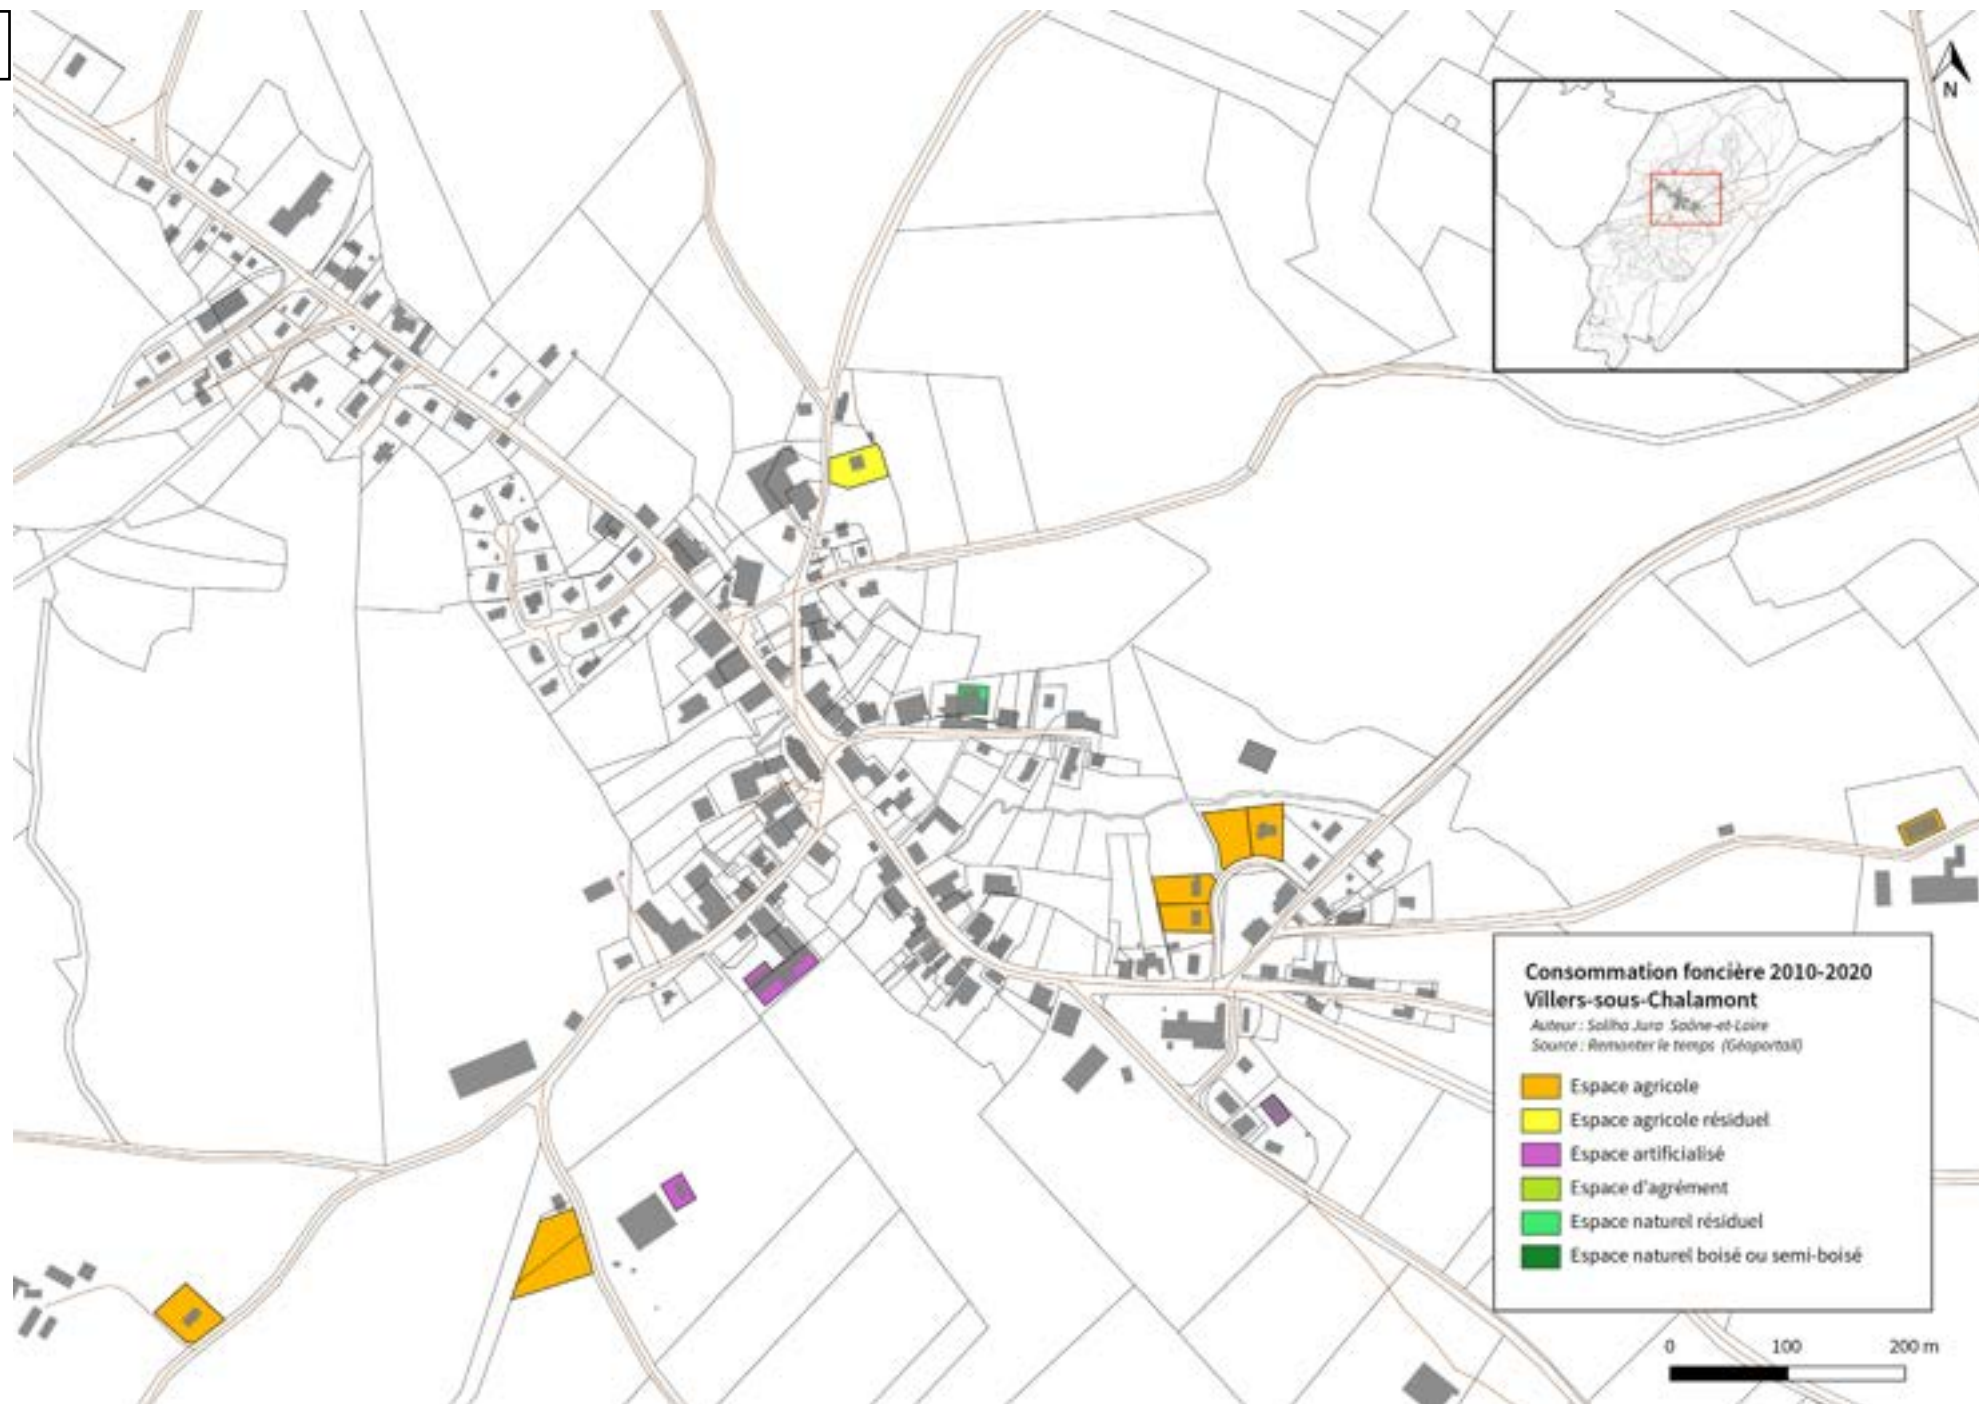 N
Consommation foncière 2010-2020
Villers-sous-Chalamont
Auteur : Soliha Jura Saône-et-Loire
Source : Remonter le temps (Géoportail)
Espace agricole
Espace agricole résiduel
Espace artificialisé
Espace d'agrément
Espace naturel résiduel
Espace naturel boisé ou semi-boisé
0 100 200 m